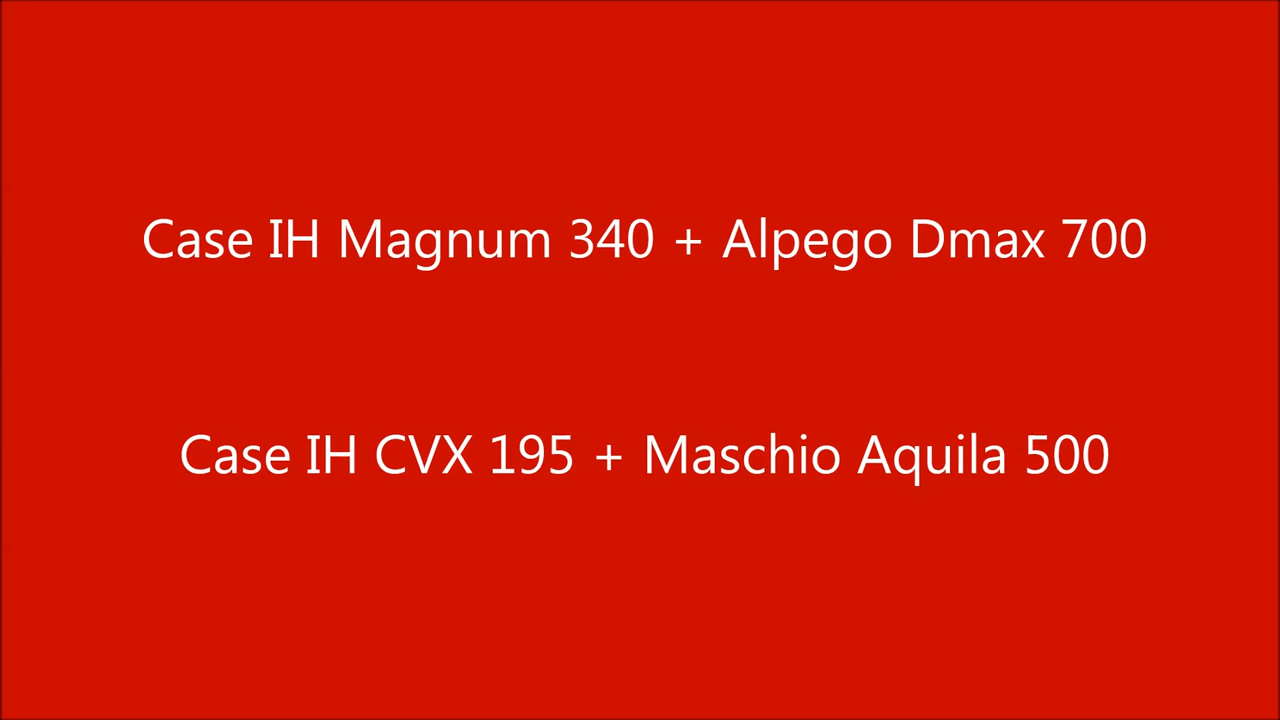 Case IH Magnum 340 + Alpego Dmax 700
Case IH CVX 195 + Maschio Aquila 500